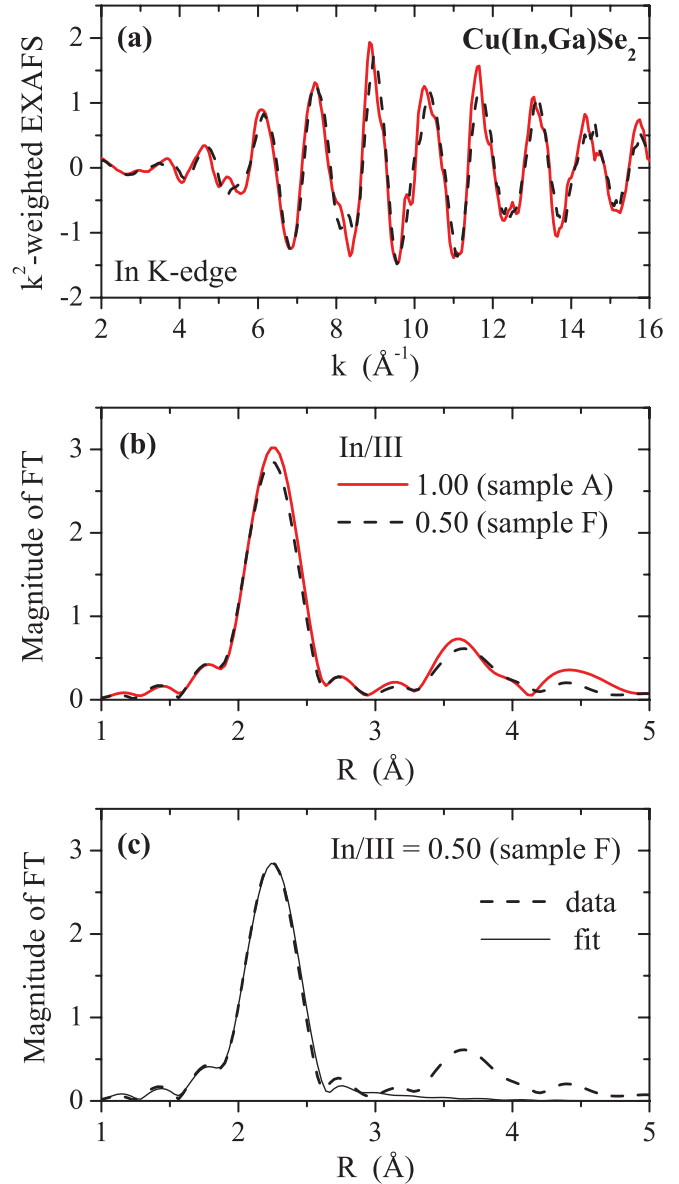 (a)
Cu(In,Ga)Se2
2
1
0
-1
-2
k2-weighted EXAFS
In K-edge
2 4 6 8 10 12 14 16
k (Å-1)
(b)
In/III
1.00 (sample A)
0.50 (sample F)
3
2
1
0
Magnitude of FT
1 2 3 4 5
R (Å)
(c)
In/III = 0.50 (sample F)
data
fit
3
2
1
0
Magnitude of FT
1 2 3 4 5
R (Å)